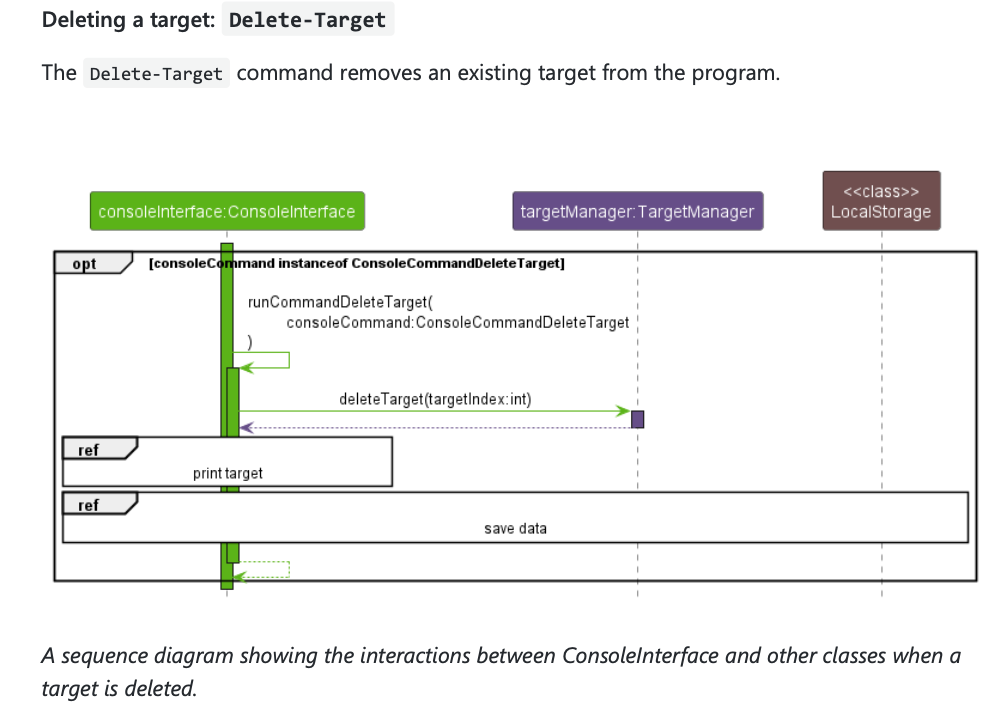 Deleting a target: Delete-Target
The Delete-Target command removes an existing target from the program.
<<class>>
consoleInterface:ConsoleInterface
targetManager:TargetManager
LocalStorage
opt
[consoleCommand instanceof ConsoleCommandDeleteTarget]
runCommandDeleteTarget(
consoleCommand:ConsoleCommandDeleteTarget
)
deleteTarget(targetIndex:int)
ref
print target
ref
save data
A sequence diagram showing the interactions between ConsoleInterface and other classes when a
target is deleted.